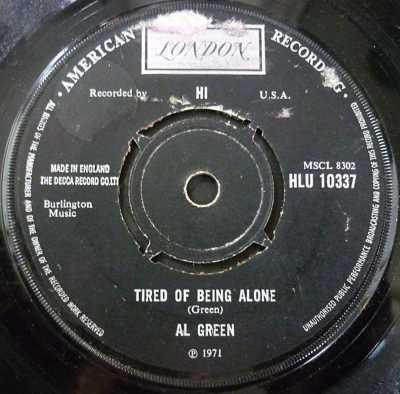 LONDON
· AMERICAN RECORDING ·
Recorded by HI U.S.A.
MSCL 8302
HLU 10337
MADE IN ENGLAND
THE DECCA RECORD CO. LTD
Burlington
Music
TIRED OF BEING ALONE
(Green)
AL GREEN
℗ 1971
ALL RIGHTS OF THE MANUFACTURER AND OF THE OWNER OF THE RECORDED WORK RESERVED
UNAUTHORISED PUBLIC PERFORMANCE BROADCASTING AND COPYING OF THIS RECORD PROHIBITED